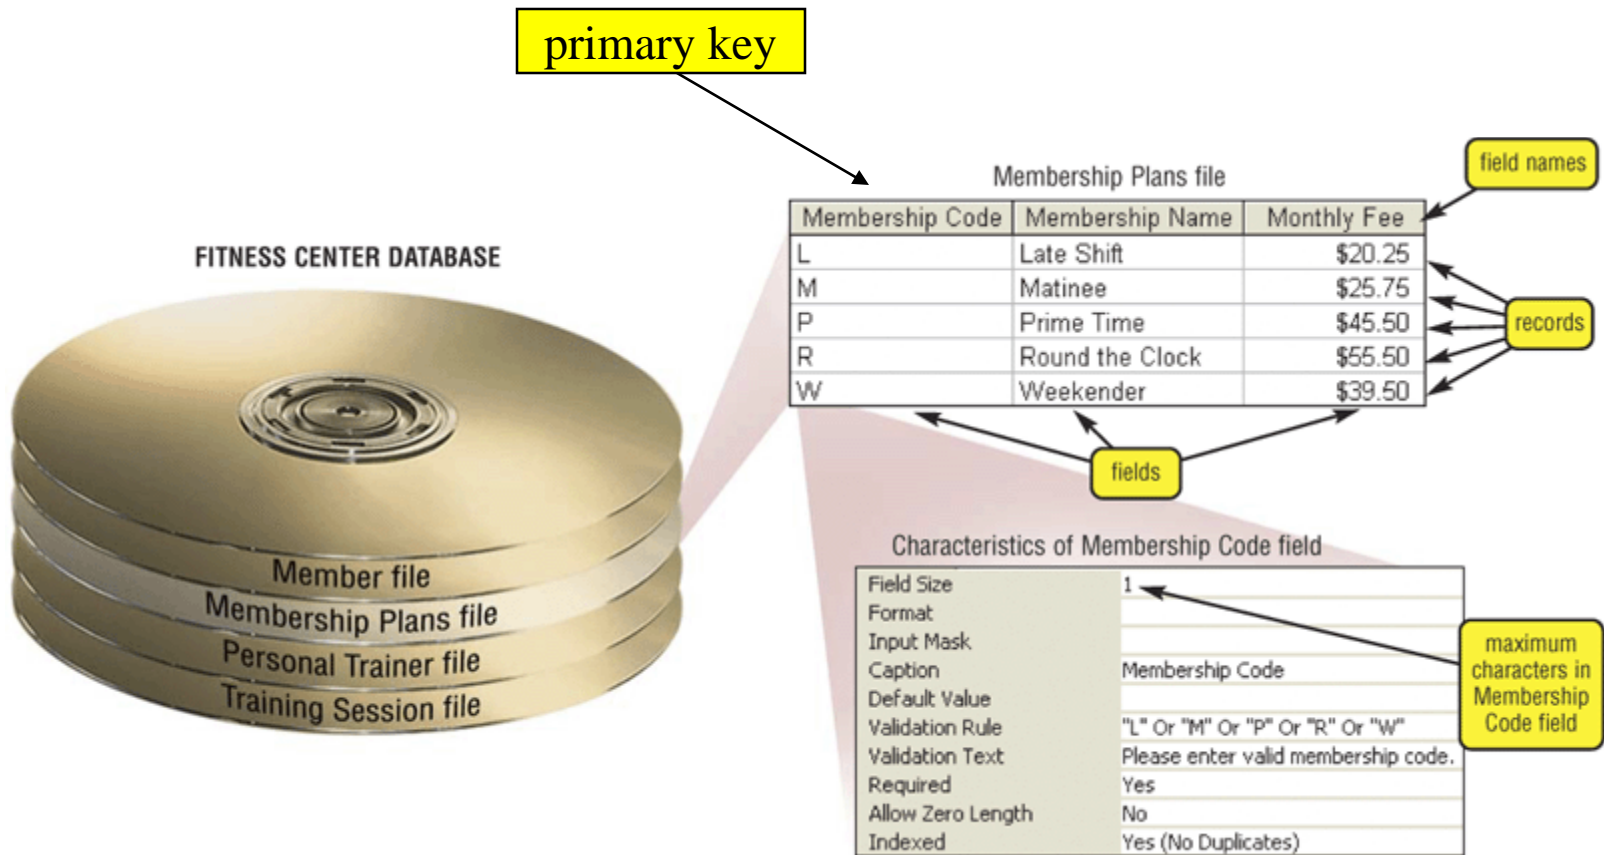 primary key
Membership Plans file
field names
Membership Code Membership Name Monthly Fee
L Late Shift $20.25
M Matinee $25.75
P Prime Time $45.50
R Round the Clock $55.50
W Weekender $39.50
records
fields
FITNESS CENTER DATABASE
Member file
Membership Plans file
Personal Trainer file
Training Session file
Characteristics of Membership Code field
Field Size 1
Format
Input Mask
Caption Membership Code
Default Value
Validation Rule "L" Or "M" Or "P" Or "R" Or "W"
Validation Text Please enter valid membership code.
Required Yes
Allow Zero Length No
Indexed Yes (No Duplicates)
maximum
characters in
Membership
Code field